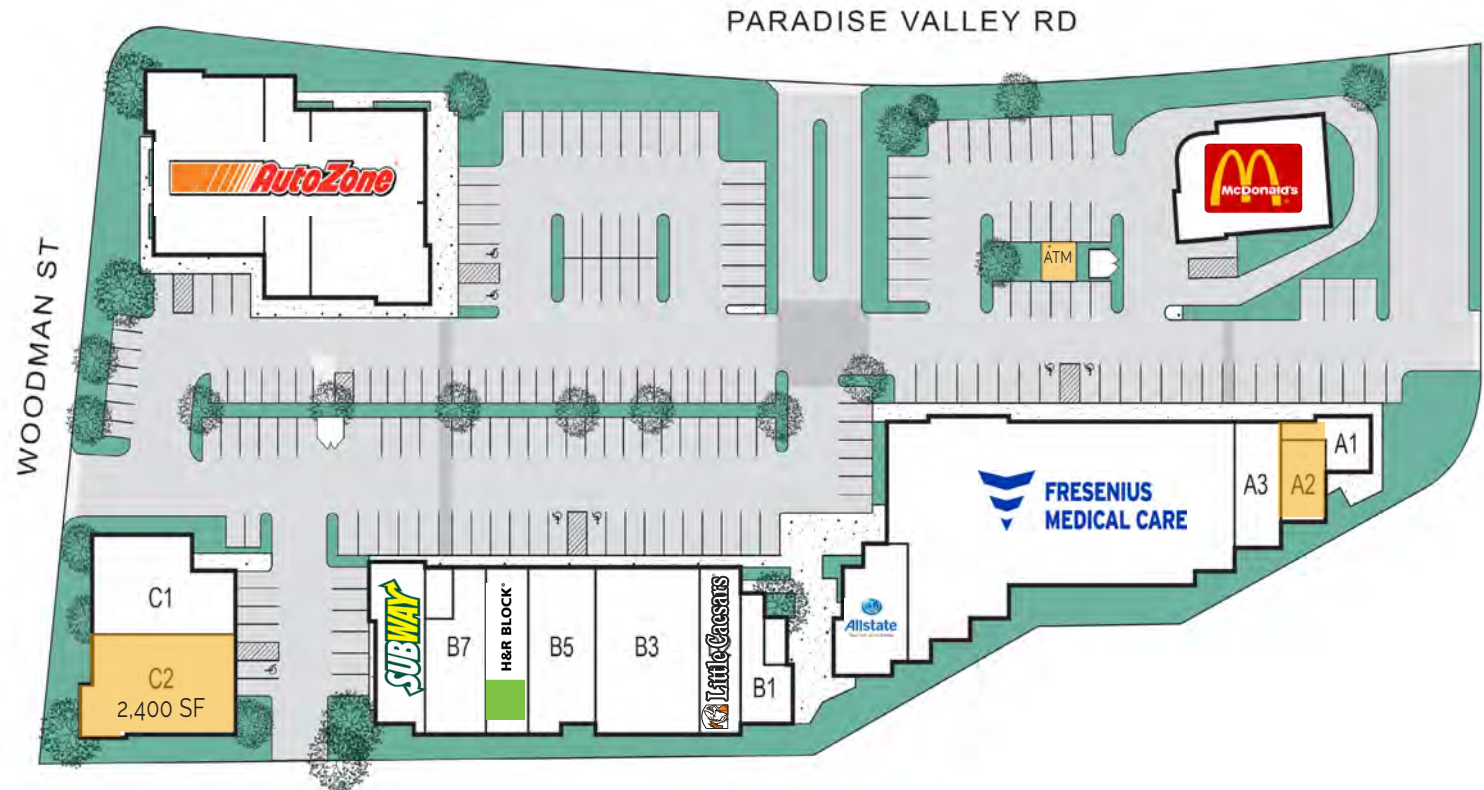 PARADISE VALLEY RD
WOODMAN ST
AutoZone
McDonald's
ATM
FRESENIUS
MEDICAL CARE
A3
A2
A1
C1
C2
2,400 SF
SUBWAY
B7
H&R BLOCK®
B5
B3
Little Caesars
B1
Allstate